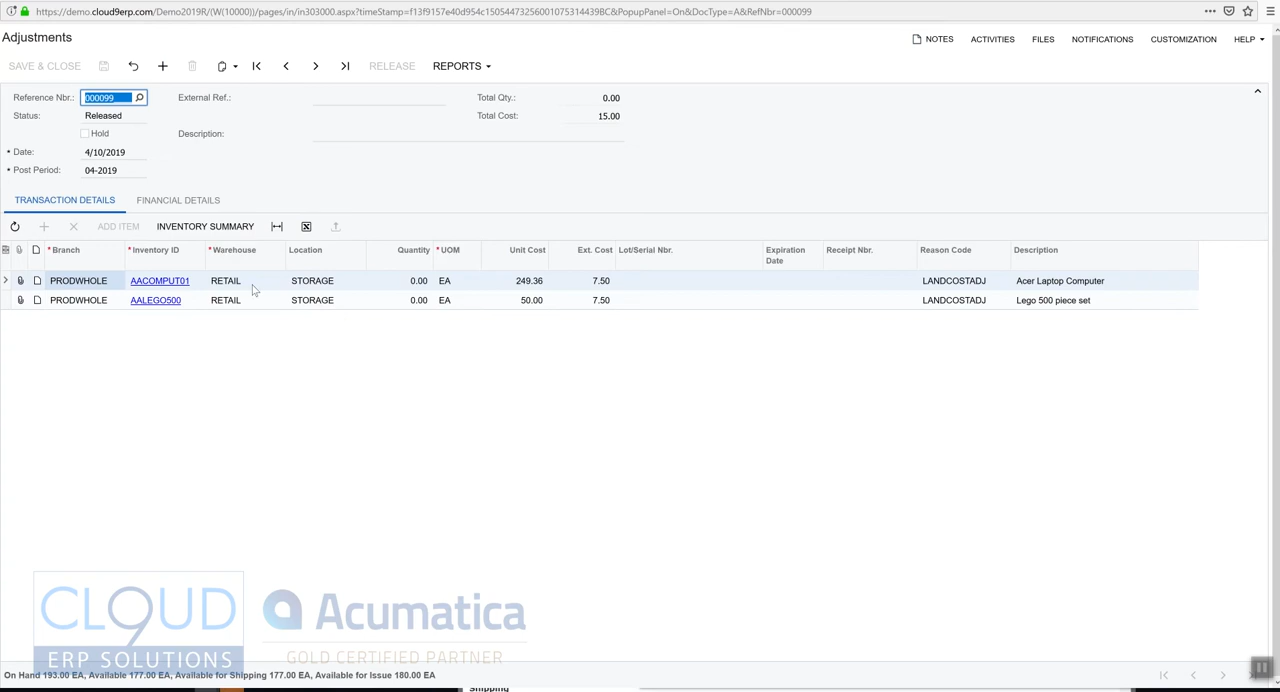 https://demo.cloud9erp.com/Demo2019R/(W(10000))/pages/in/in303000.aspx?timeStamp=f13f9157e40d954c15054473256001075314439BC&PopupPanel=On&DocType=A&RefNbr=000099
Adjustments
NOTES ACTIVITIES FILES NOTIFICATIONS CUSTOMIZATION HELP
SAVE & CLOSE RELEASE REPORTS
Reference Nbr.: 000099 External Ref.: Total Qty.: 0.00
Status: Released Total Cost: 15.00
Hold Description:
• Date: 4/10/2019
• Post Period: 04-2019
TRANSACTION DETAILS FINANCIAL DETAILS
ADD ITEM INVENTORY SUMMARY
* Branch * Inventory ID * Warehouse Location Quantity * UOM Unit Cost Ext. Cost Lot/Serial Nbr. Expiration Date Receipt Nbr. Reason Code Description
PRODWHOLE AACOMPUT01 RETAIL STORAGE 0.00 EA 249.36 7.50 LANDCOSTADJ Acer Laptop Computer
PRODWHOLE AALEGO500 RETAIL STORAGE 0.00 EA 50.00 7.50 LANDCOSTADJ Lego 500 piece set
CLOUD9
ERP SOLUTIONS
Acumatica
GOLD CERTIFIED PARTNER
On Hand 193.00 EA, Available 177.00 EA, Available for Shipping 177.00 EA, Available for Issue 180.00 EA
Shipping